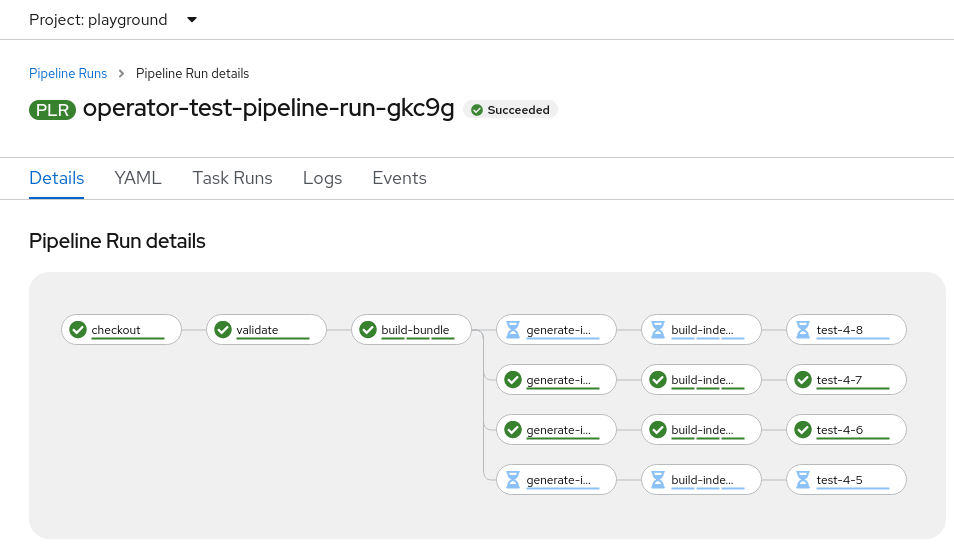 Project: playground
Pipeline Runs > Pipeline Run details
PLR operator-test-pipeline-run-gkc9g Succeeded
Details YAML Task Runs Logs Events
Pipeline Run details
checkout validate build-bundle generate-i... build-inde... test-4-8
generate-i... build-inde... test-4-7
generate-i... build-inde... test-4-6
generate-i... build-inde... test-4-5